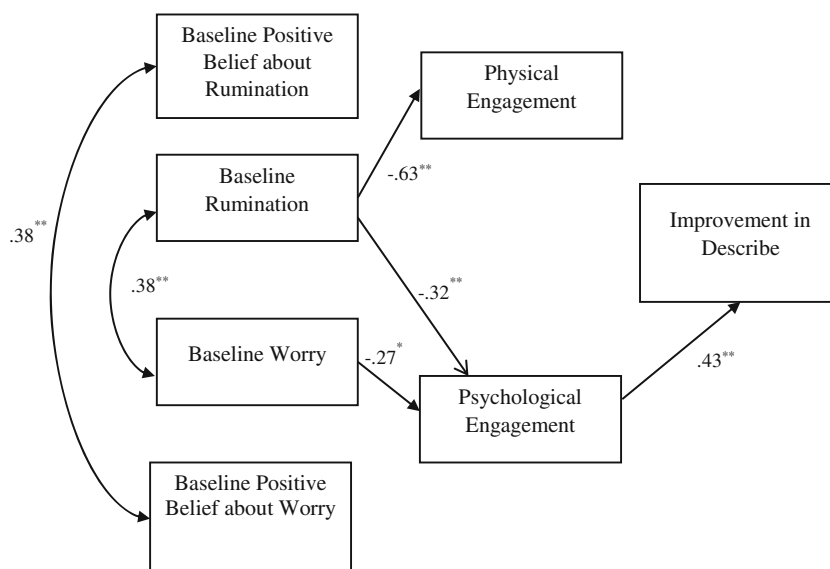 Baseline Positive
Belief about
Rumination
Physical
Engagement
-.63**
Baseline
Rumination
Improvement in
Describe
.38**
.38**
-.32**
Baseline Worry
-.27*
.43**
Psychological
Engagement
Baseline Positive
Belief about Worry